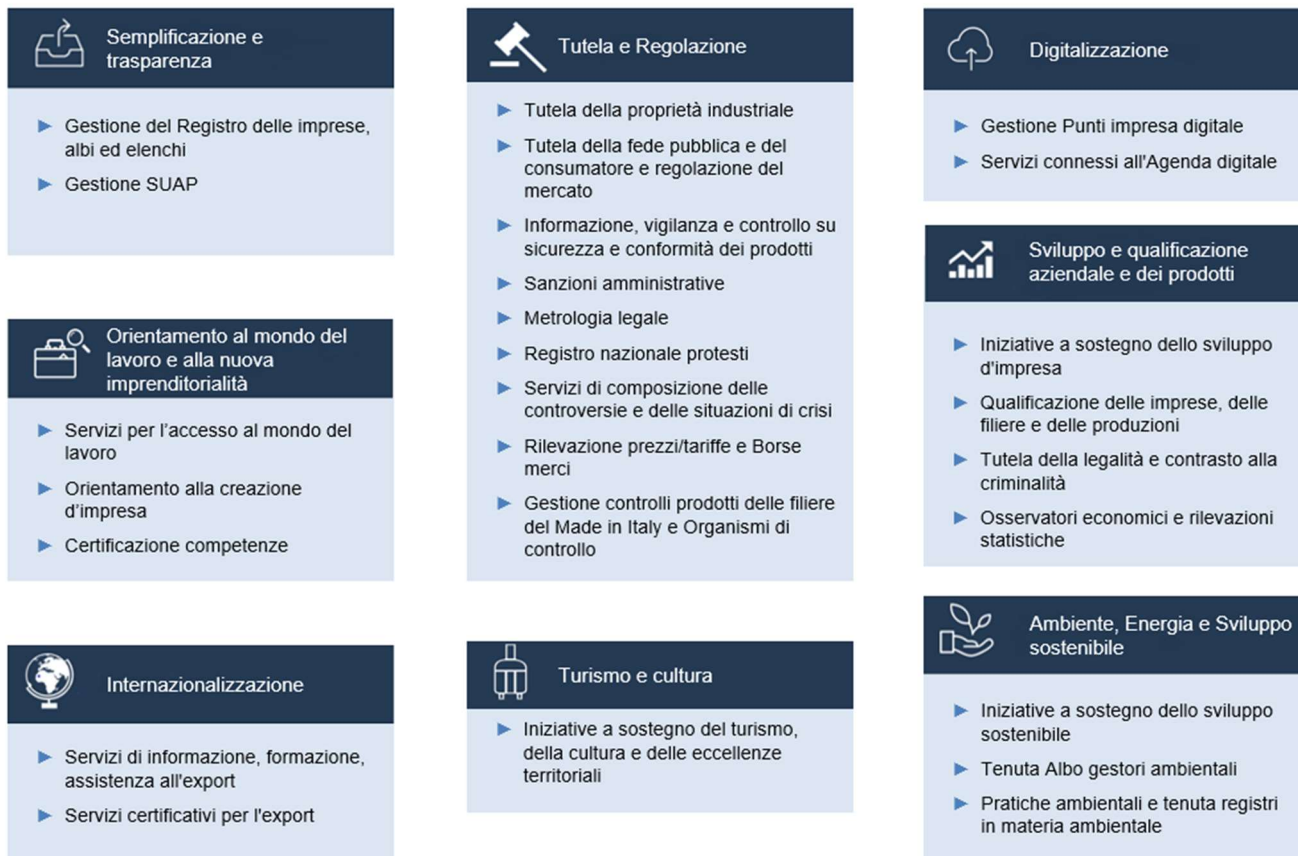 Semplificazione e
trasparenza
Gestione del Registro delle imprese,
albi ed elenchi
Gestione SUAP
Orientamento al mondo del
lavoro e alla nuova
imprenditorialità
Servizi per l’accesso al mondo del
lavoro
Orientamento alla creazione
d’impresa
Certificazione competenze
Internazionalizzazione
Servizi di informazione, formazione,
assistenza all'export
Servizi certificativi per l'export
Tutela e Regolazione
Tutela della proprietà industriale
Tutela della fede pubblica e del
consumatore e regolazione del
mercato
Informazione, vigilanza e controllo su
sicurezza e conformità dei prodotti
Sanzioni amministrative
Metrologia legale
Registro nazionale protesti
Servizi di composizione delle
controversie e delle situazioni di crisi
Rilevazione prezzi/tariffe e Borse
merci
Gestione controlli prodotti delle filiere
del Made in Italy e Organismi di
controllo
Turismo e cultura
Iniziative a sostegno del turismo,
della cultura e delle eccellenze
territoriali
Digitalizzazione
Gestione Punti impresa digitale
Servizi connessi all'Agenda digitale
Sviluppo e qualificazione
aziendale e dei prodotti
Iniziative a sostegno dello sviluppo
d'impresa
Qualificazione delle imprese, delle
filiere e delle produzioni
Tutela della legalità e contrasto alla
criminalità
Osservatori economici e rilevazioni
statistiche
Ambiente, Energia e Sviluppo
sostenibile
Iniziative a sostegno dello sviluppo
sostenibile
Tenuta Albo gestori ambientali
Pratiche ambientali e tenuta registri
in materia ambientale